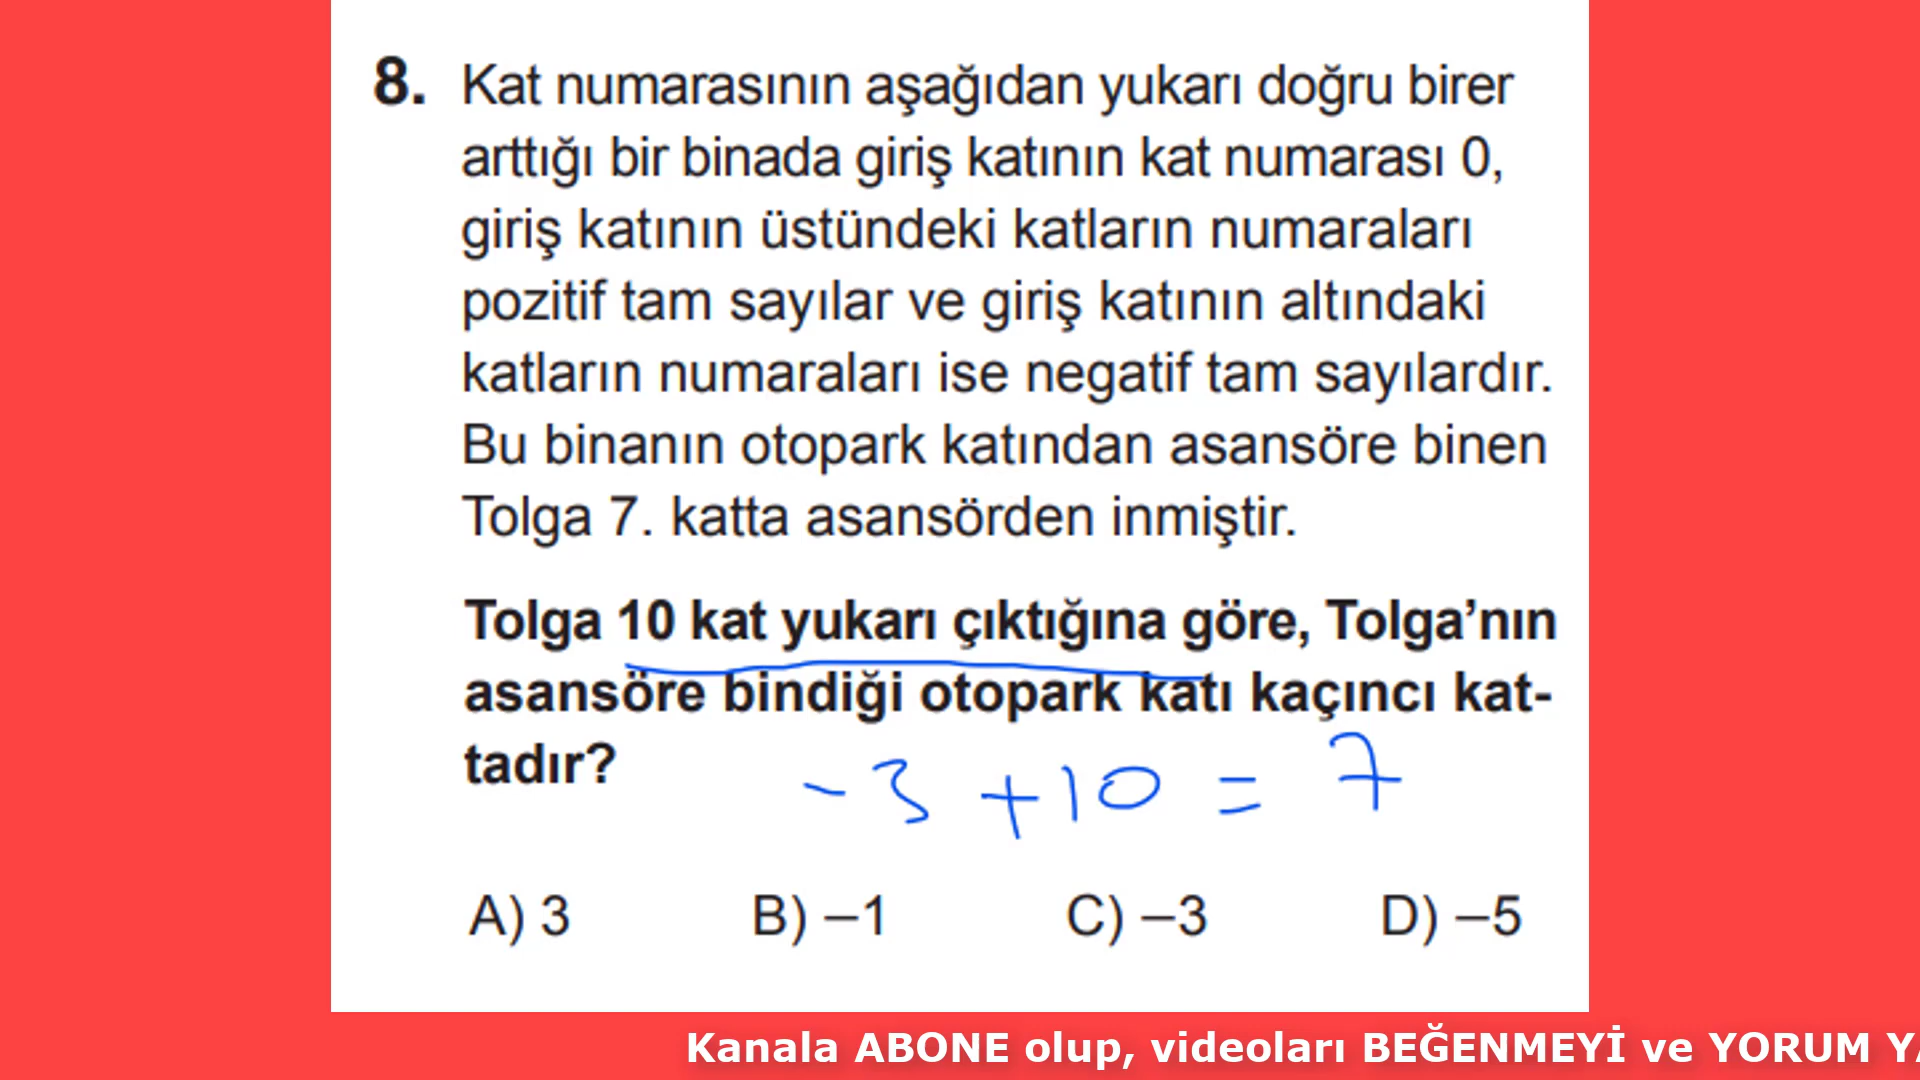 8. Kat numarasının aşağıdan yukarı doğru birer
arttığı bir binada giriş katının kat numarası 0,
giriş katının üstündeki katların numaraları
pozitif tam sayılar ve giriş katının altındaki
katların numaraları ise negatif tam sayılardır.
Bu binanın otopark katından asansöre binen
Tolga 7. katta asansörden inmiştir.
Tolga 10 kat yukarı çıktığına göre, Tolga’nın
asansöre bindiği otopark katı kaçıncı kat-
tadır?
-3 +10 = 7
A) 3 B) –1 C) –3 D) –5
Kanala ABONE olup, videoları BEĞENMEYİ ve YORUM YA